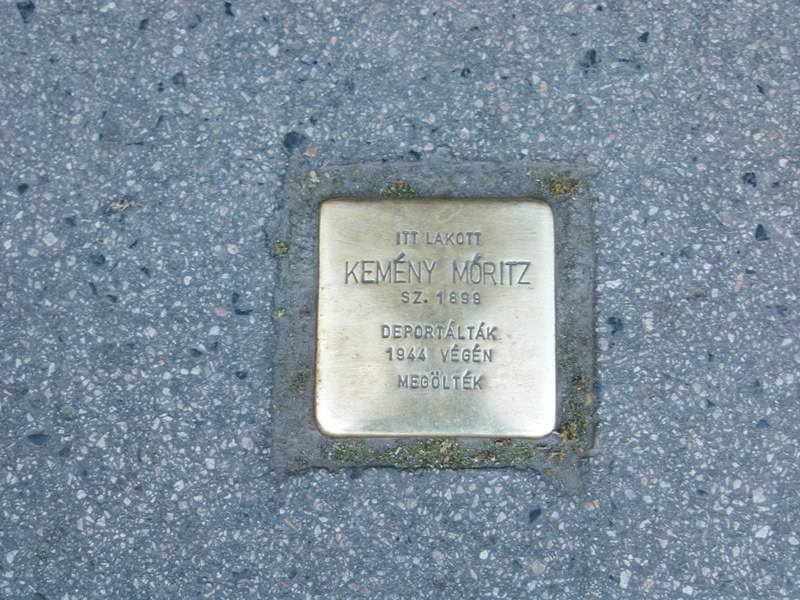 ITT LAKOTT
KEMÉNY MÓRITZ
SZ. 1899
DEPORTÁLTÁK
1944 VÉGÉN
MEGÖLTÉK